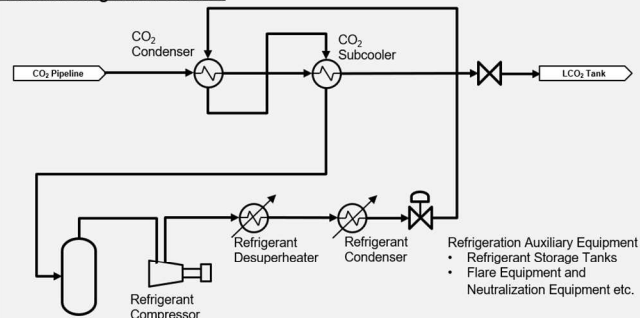 CO₂
Condenser
CO₂
Subcooler
CO₂ Pipeline
LCO₂ Tank
Refrigerant
Desuperheater
Refrigerant
Condenser
Refrigeration Auxiliary Equipment
• Refrigerant Storage Tanks
• Flare Equipment and
Neutralization Equipment etc.
Refrigerant
Compressor